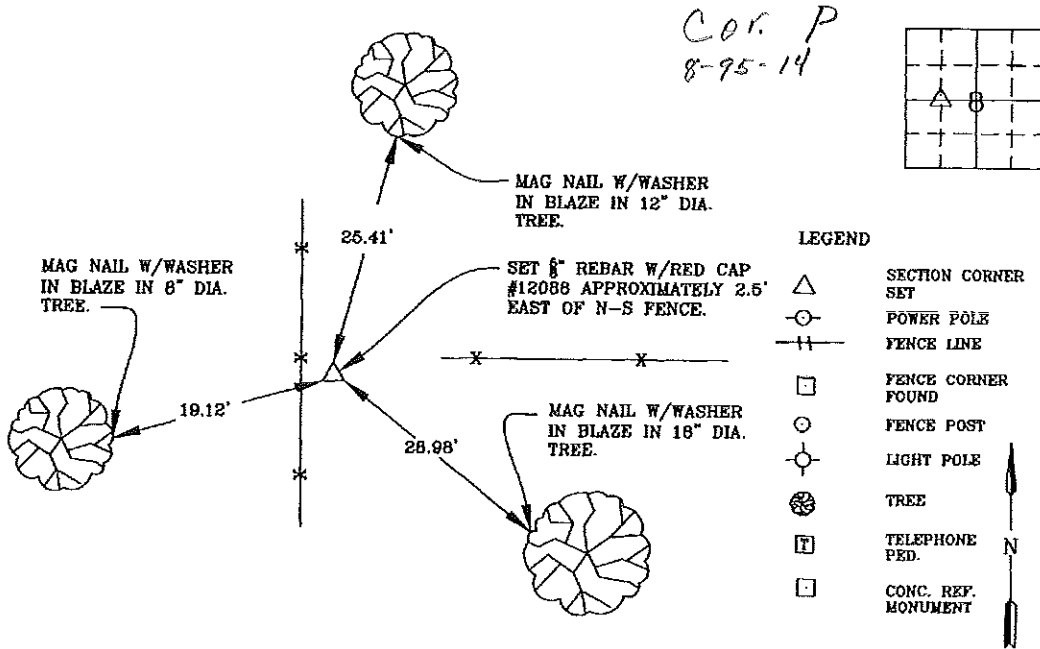 Cor. P
8-95-14
MAG NAIL W/WASHER
IN BLAZE IN 12" DIA.
TREE.
25.41'
MAG NAIL W/WASHER
IN BLAZE IN 8" DIA.
TREE.
SET REBAR W/RED CAP
#12088 APPROXIMATELY 2.5'
EAST OF N-S FENCE.
19.12'
MAG NAIL W/WASHER
IN BLAZE IN 18" DIA.
TREE.
28.98'
LEGEND
SECTION CORNER
SET
POWER POLE
FENCE LINE
FENCE CORNER
FOUND
FENCE POST
LIGHT POLE
TREE
T
TELEPHONE
PED.
CONC. REF.
MONUMENT
N